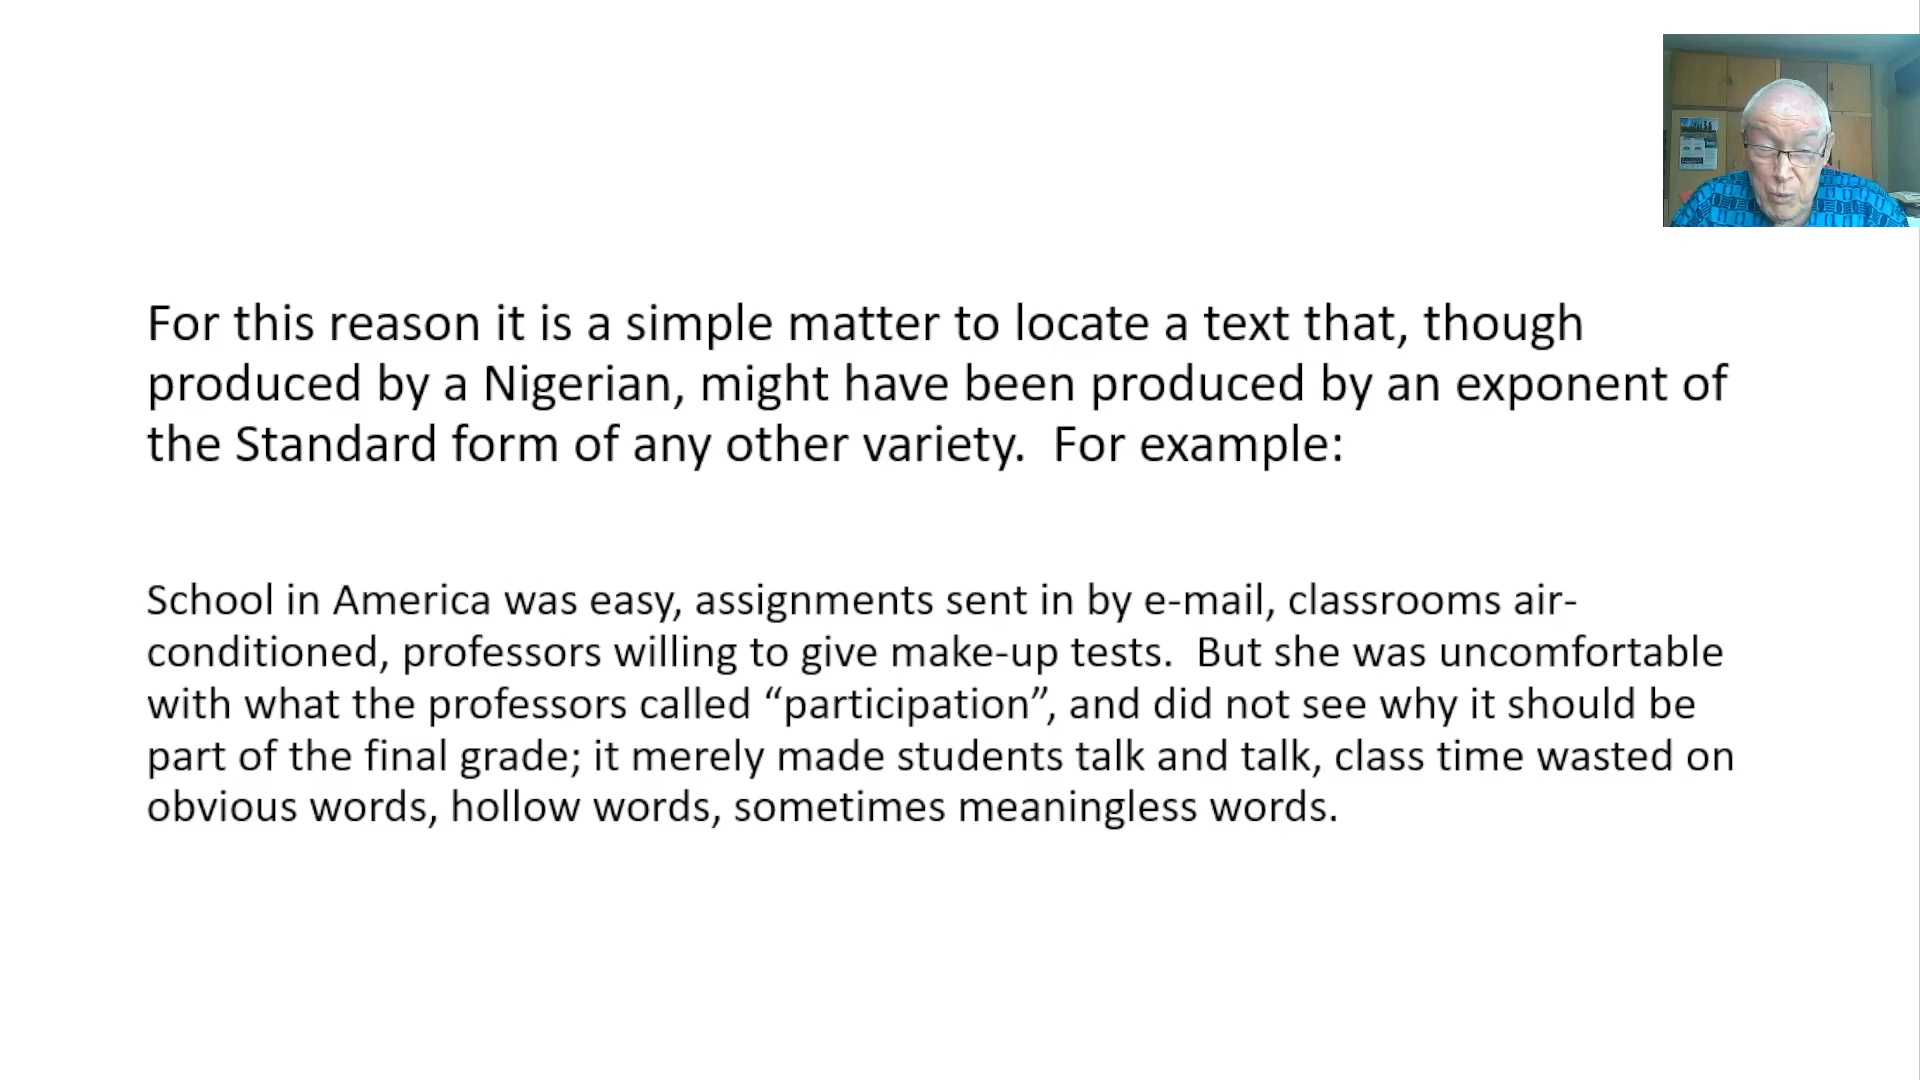 For this reason it is a simple matter to locate a text that, though
produced by a Nigerian, might have been produced by an exponent of
the Standard form of any other variety.  For example:
School in America was easy, assignments sent in by e-mail, classrooms air-
conditioned, professors willing to give make-up tests.  But she was uncomfortable
with what the professors called “participation”, and did not see why it should be
part of the final grade; it merely made students talk and talk, class time wasted on
obvious words, hollow words, sometimes meaningless words.